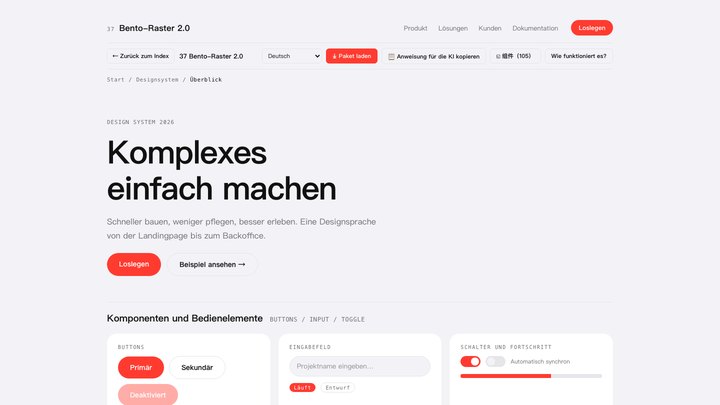 37 Bento-Raster 2.0
Produkt Lösungen Kunden Dokumentation Loslegen
← Zurück zum Index 37 Bento-Raster 2.0 Deutsch ⬇ Paket laden 📋 Anweisung für die KI kopieren ⧉ 组件 (105) Wie funktioniert es?
Start / Designsystem / Überblick
DESIGN SYSTEM 2026
Komplexes
einfach machen
Schneller bauen, weniger pflegen, besser erleben. Eine Designsprache
von der Landingpage bis zum Backoffice.
Loslegen Beispiel ansehen →
Komponenten und Bedienelemente BUTTONS / INPUT / TOGGLE
BUTTONS
Primär Sekundär
Deaktiviert
EINGABEFELD
Projektname eingeben…
Läuft Entwurf
SCHALTER UND FORTSCHRITT
Automatisch synchron